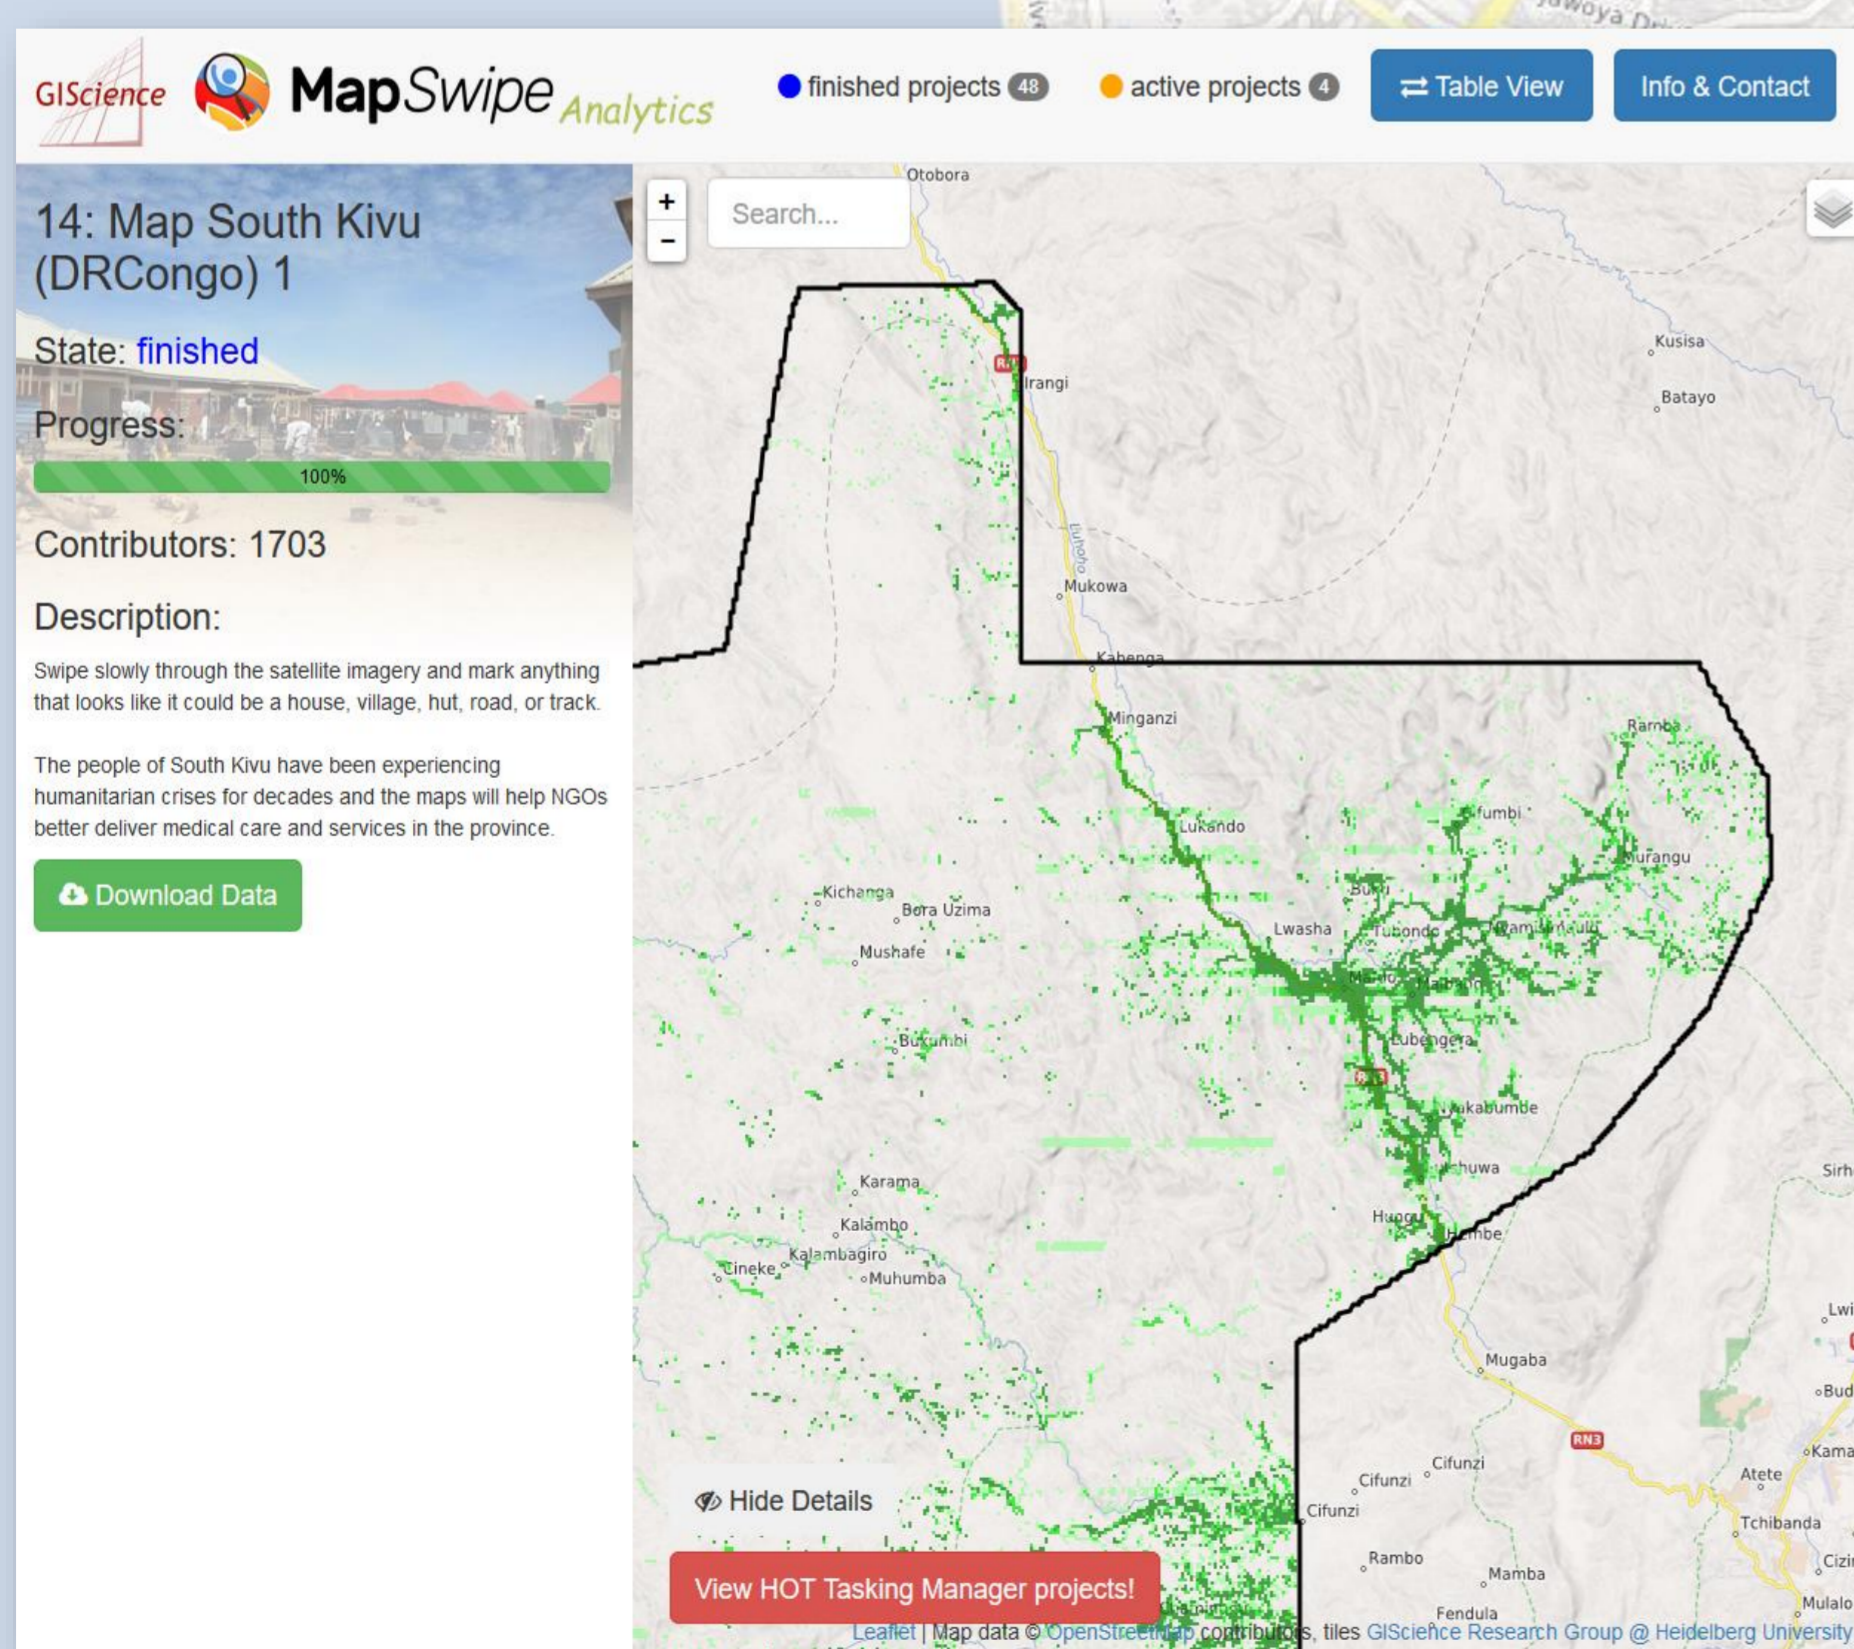 GIScience
MapSwipe Analytics
finished projects 48
active projects 4
Table View
Info & Contact
14: Map South Kivu
(DRCongo) 1
State: finished
Progress:
100%
Contributors: 1703
Description:
Swipe slowly through the satellite imagery and mark anything
that looks like it could be a house, village, hut, road, or track.
The people of South Kivu have been experiencing
humanitarian crises for decades and the maps will help NGOs
better deliver medical care and services in the province.
Download Data
+
-
Search...
Otobora
Kusisa
Irangi
Batayo
Luhoho
Mukowa
Kabenga
Minganzi
Ramba
Lukando
Murangu
Kichanga
Bora Uzima
Lwasha
Tubondo
Mushafe
Bukumbi
Lubengera
Karama
Kalambo
Kalambagiro
Cineke
Muhumba
Mugaba
RN3
Cifunzi
Cifunzi
Cifunzi
Atete
Tchibanda
Rambo
Mamba
Mulalo
Fendula
Hide Details
View HOT Tasking Manager projects!
Leaflet | Map data © OpenStreetMap contributors, tiles GIScience Research Group @ Heidelberg University